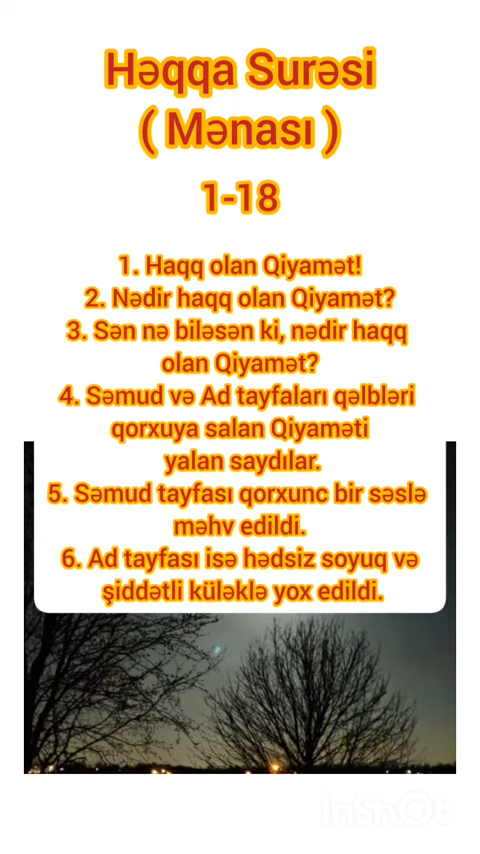 Həqqa Surəsi
( Mənası )
1-18
1. Haqq olan Qiyamət!
2. Nədir haqq olan Qiyamət?
3. Sən nə biləsən ki, nədir haqq
olan Qiyamət?
4. Səmud və Ad tayfaları qəlbləri
qorxuya salan Qiyaməti
yalan saydılar.
5. Səmud tayfası qorxunc bir səslə
məhv edildi.
6. Ad tayfası isə hədsiz soyuq və
şiddətli küləklə yox edildi.
InShOt